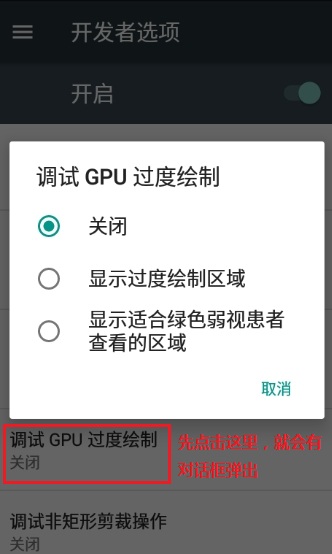 开发者选项
开启
调试 GPU 过度绘制
关闭
显示过度绘制区域
显示适合绿色弱视患者
查看的区域
取消
调试 GPU 过度绘制
关闭
先点击这里，就会有
对话框弹出
调试非矩形剪裁操作
关闭